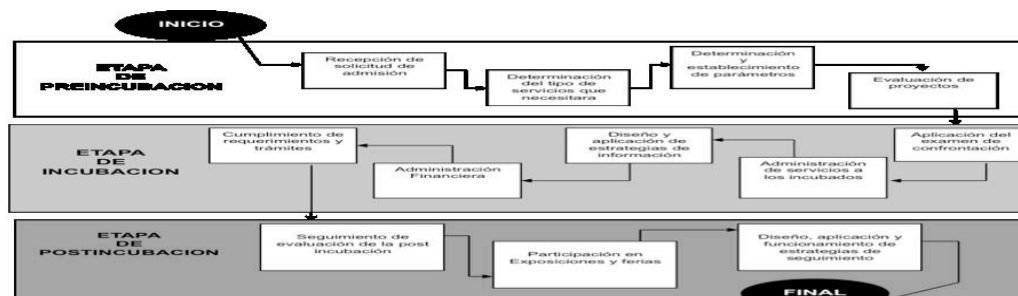 INICIO
ETAPA
DE
PREINCUBACION
Recepción de
solicitud de
admisión
Determinación
del tipo de
servicios que
necesitara
Determinación
y
establecimiento
de parámetros
Evaluación de
proyectos
ETAPA
DE
INCUBACION
Cumplimiento de
requerimientos y
trámites
Administración
Financiera
Diseño y
aplicación de
estrategias de
información
Administración
de servicios a
los incubados
Aplicación del
examen de
confrontación
ETAPA
DE
POSTINCUBACION
Seguimiento de
evaluación de la post
incubación
Participación en
Exposiciones y ferias
Diseño, aplicación y
funcionamiento de
estrategias de
seguimiento
FINAL